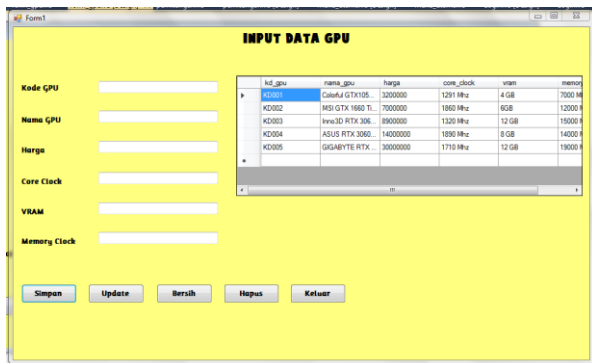 Form1
INPUT DATA GPU
Kode GPU
Nama GPU
Harga
Core Clock
VRAM
Memory Clock
kd_gpu nama_gpu harga core_clock vram memory
KD001 Colorful GTX105... 3200000 1291 Mhz 4 GB 7000 M
KD002 MSI GTX 1660 Ti... 7000000 1860 Mhz 6GB 12000 M
KD003 Inno3D RTX 306... 8900000 1320 Mhz 12 GB 15000 M
KD004 ASUS RTX 3060... 14000000 1890 Mhz 8 GB 14000 M
KD005 GIGABYTE RTX ... 30000000 1710 Mhz 12 GB 19000 M
Simpan Update Bersih Hapus Keluar